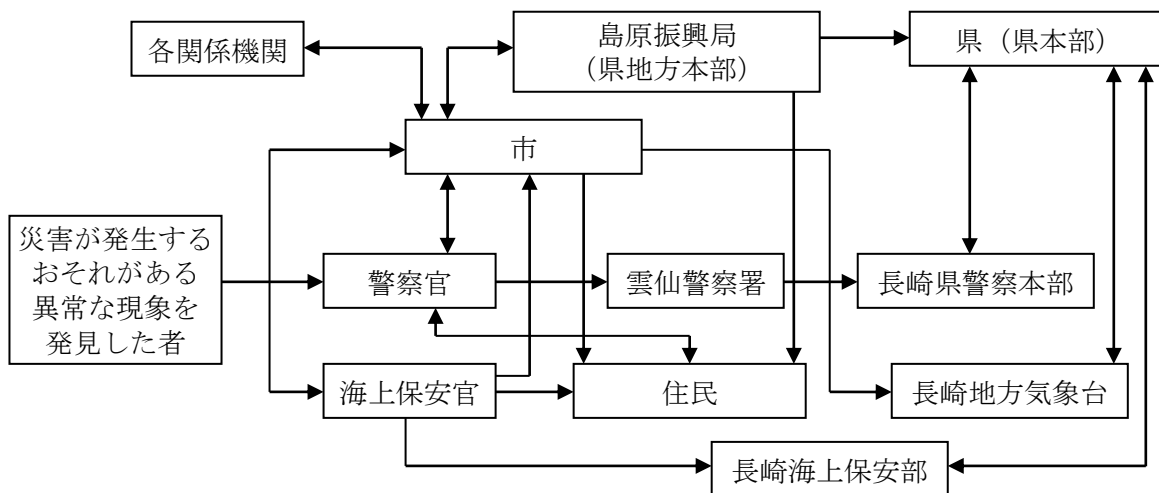 各関係機関
島原振興局
（県地方本部）
県（県本部）
市
災害が発生する
おそれがある
異常な現象を
発見した者
警察官
雲仙警察署
長崎県警察本部
海上保安官
住民
長崎地方気象台
長崎海上保安部